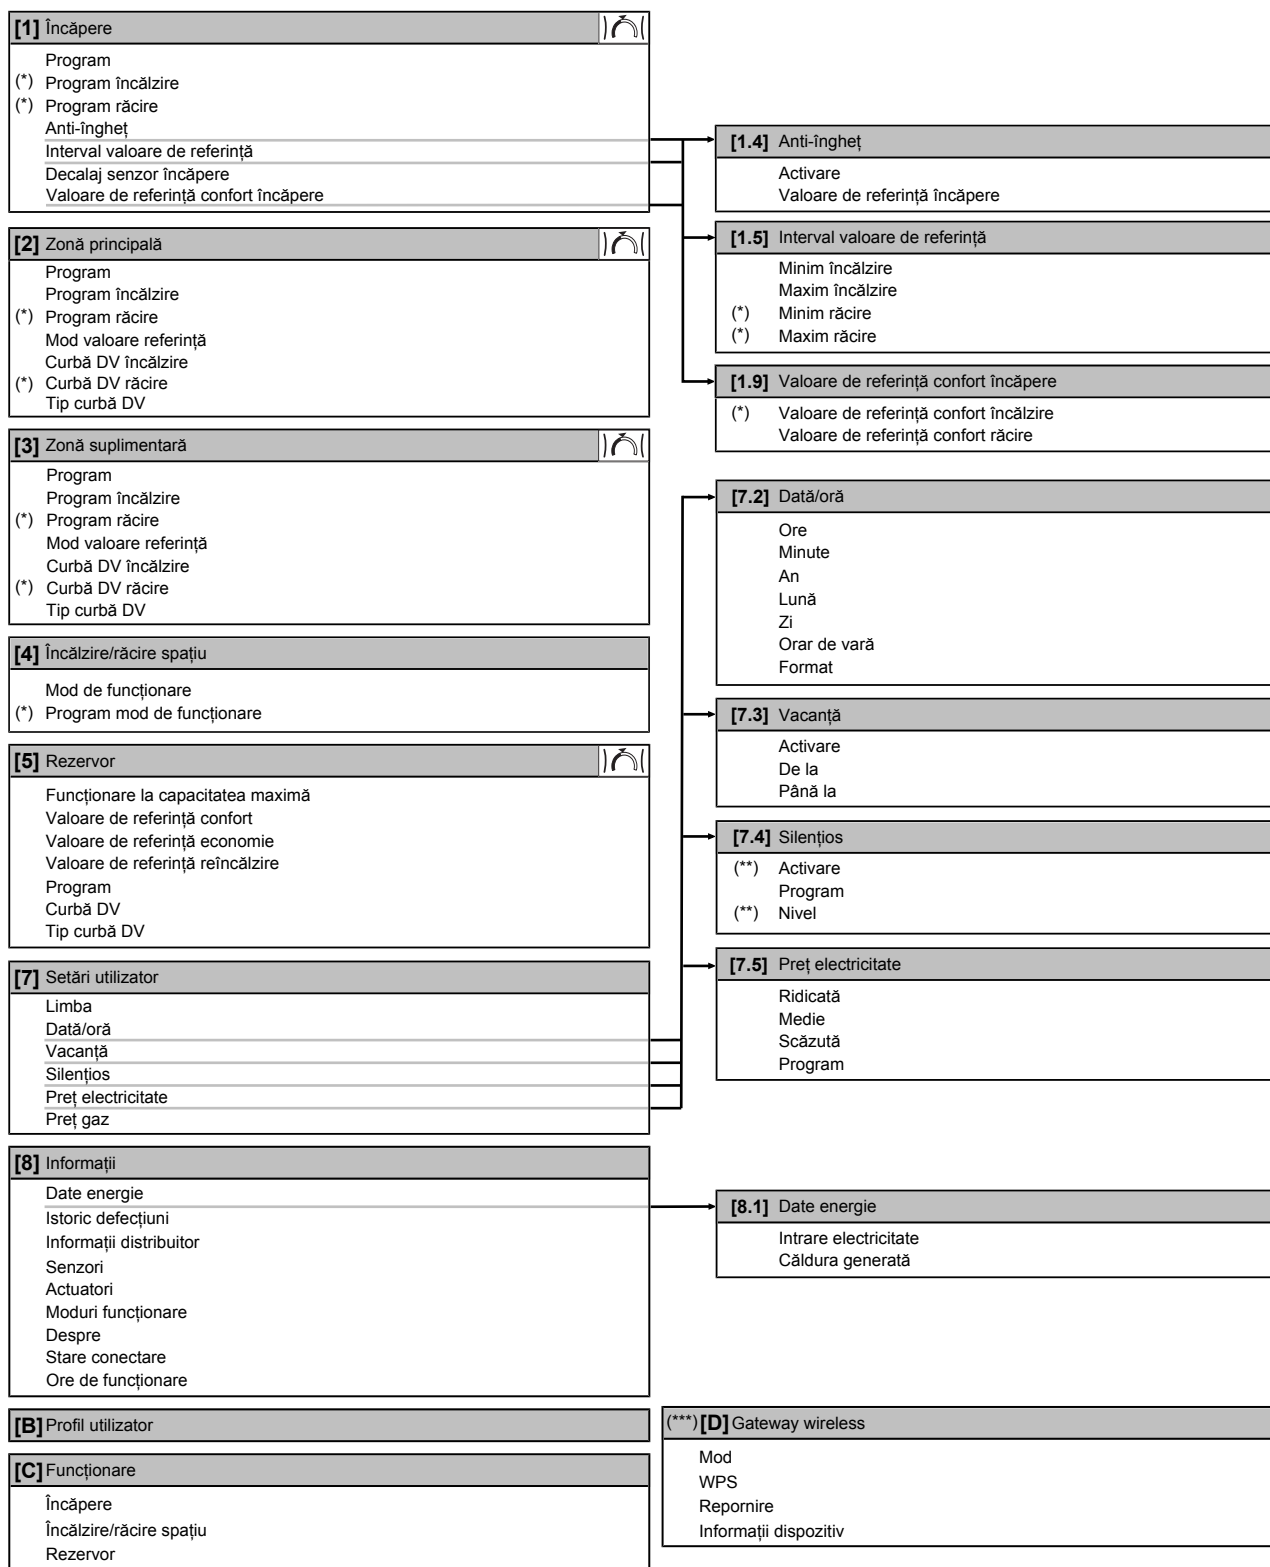 [1] Încăpere
Program
(*) Program încălzire
(*) Program răcire
Anti-îngheț
Interval valoare de referință
Decalaj senzor încăpere
Valoare de referință confort încăpere
[2] Zonă principală
Program
Program încălzire
(*) Program răcire
Mod valoare referință
Curbă DV încălzire
(*) Curbă DV răcire
Tip curbă DV
[3] Zonă suplimentară
Program
Program încălzire
(*) Program răcire
Mod valoare referință
Curbă DV încălzire
(*) Curbă DV răcire
Tip curbă DV
[4] Încălzire/răcire spațiu
Mod de funcționare
(*) Program mod de funcționare
[5] Rezervor
Funcționare la capacitatea maximă
Valoare de referință confort
Valoare de referință economie
Valoare de referință reîncălzire
Program
Curbă DV
Tip curbă DV
[7] Setări utilizator
Limba
Dată/oră
Vacanță
Silențios
Preț electricitate
Preț gaz
[8] Informații
Date energie
Istoric defecțiuni
Informații distribuitor
Senzori
Actuatori
Moduri funcționare
Despre
Stare conectare
Ore de funcționare
[B] Profil utilizator
[C] Funcționare
Încăpere
Încălzire/răcire spațiu
Rezervor
[1.4] Anti-îngheț
Activare
Valoare de referință încăpere
[1.5] Interval valoare de referință
Minim încălzire
Maxim încălzire
(*) Minim răcire
(*) Maxim răcire
[1.9] Valoare de referință confort încăpere
(*) Valoare de referință confort încălzire
Valoare de referință confort răcire
[7.2] Dată/oră
Ore
Minute
An
Lună
Zi
Orar de vară
Format
[7.3] Vacanță
Activare
De la
Până la
[7.4] Silențios
(**) Activare
Program
(**) Nivel
[7.5] Preț electricitate
Ridicată
Medie
Scăzută
Program
[8.1] Date energie
Intrare electricitate
Căldura generată
(***) [D] Gateway wireless
Mod
WPS
Repornire
Informații dispozitiv